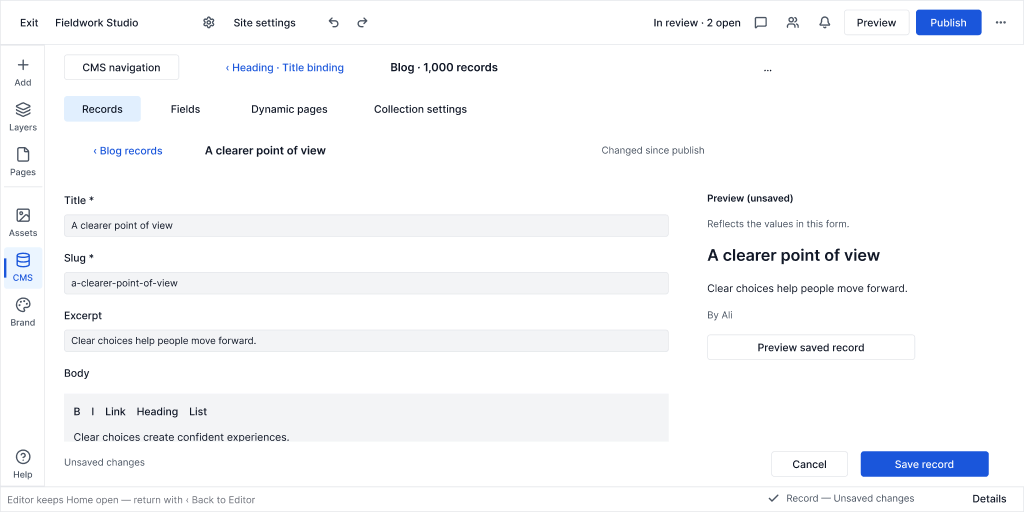 Exit Fieldwork Studio Site settings In review · 2 open Preview Publish
Add
Layers
Pages
Assets
CMS
Brand
Help
CMS navigation ‹ Heading · Title binding Blog · 1,000 records ...
Records Fields Dynamic pages Collection settings
‹ Blog records A clearer point of view Changed since publish
Title *
A clearer point of view
Slug *
a-clearer-point-of-view
Excerpt
Clear choices help people move forward.
Body
B I Link Heading List
Clear choices create confident experiences.
Preview (unsaved)
Reflects the values in this form.
A clearer point of view
Clear choices help people move forward.
By Ali
Preview saved record
Unsaved changes Cancel Save record
Editor keeps Home open — return with ‹ Back to Editor Record — Unsaved changes Details